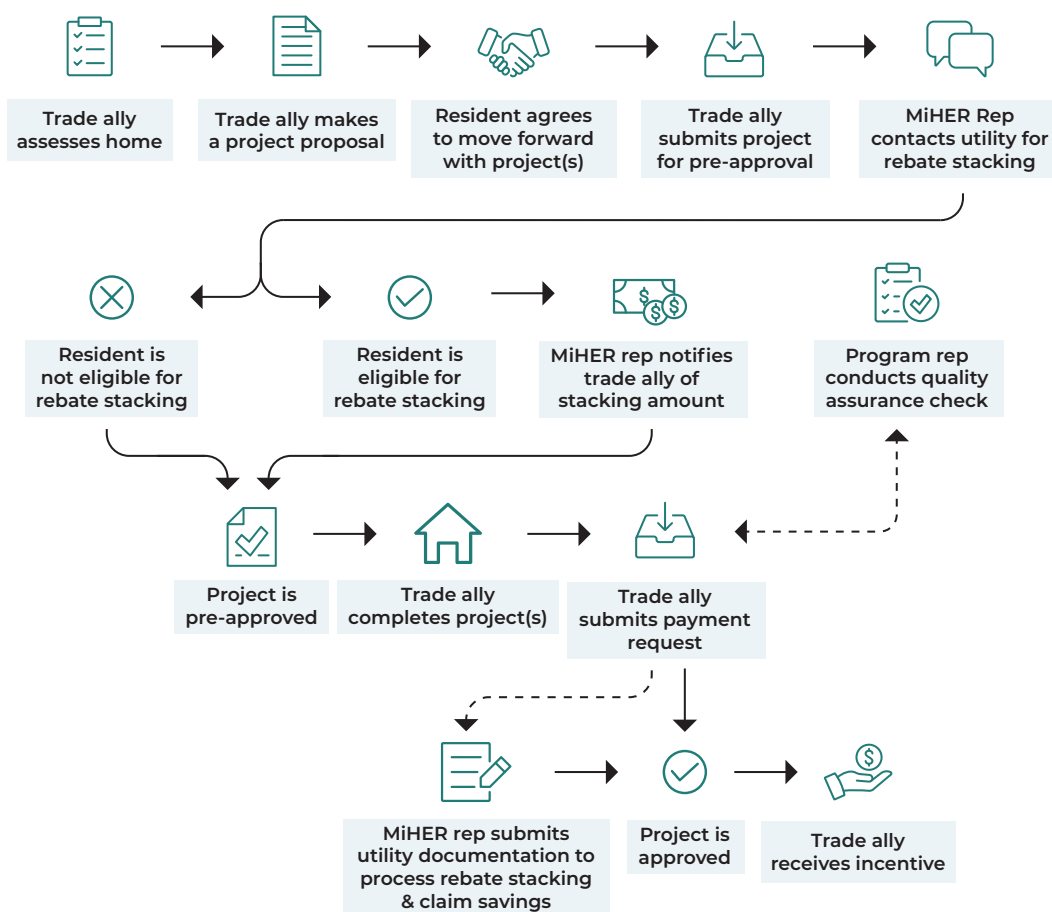 Trade ally
assesses home
Trade ally makes
a project proposal
Resident agrees
to move forward
with project(s)
Trade ally
submits project
for pre-approval
MiHER Rep
contacts utility for
rebate stacking
Resident is
not eligible for
rebate stacking
Resident is
eligible for
rebate stacking
MiHER rep notifies
trade ally of
stacking amount
Program rep
conducts quality
assurance check
Project is
pre-approved
Trade ally
completes project(s)
Trade ally
submits payment
request
MiHER rep submits
utility documentation to
process rebate stacking
& claim savings
Project is
approved
Trade ally
receives incentive